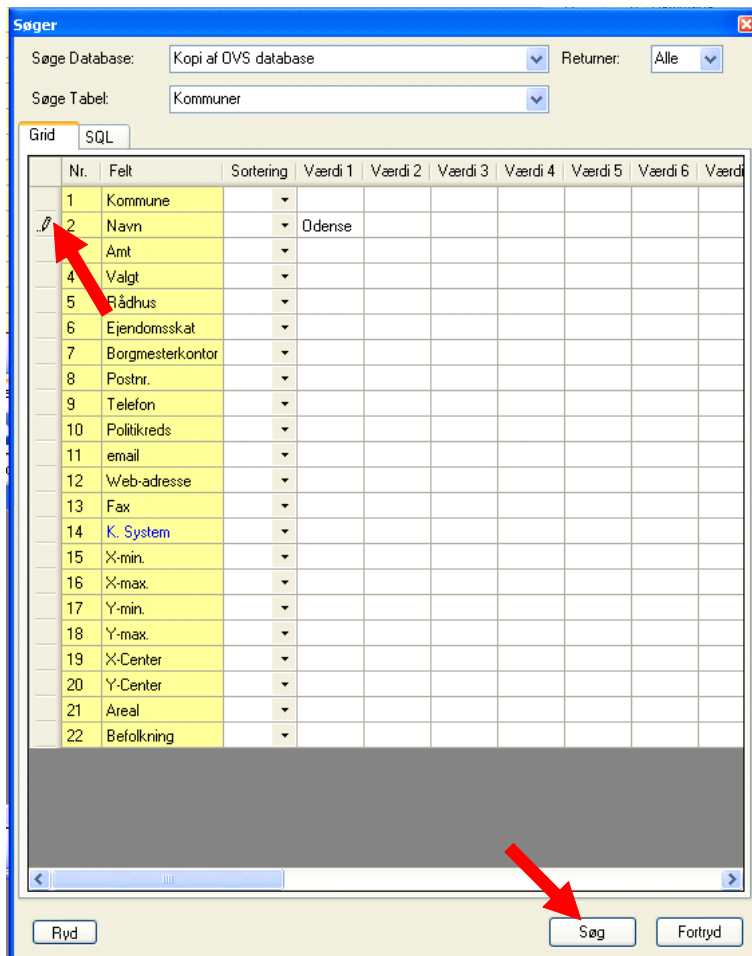 Søger
Søge Database: Kopi af OVS database Returner: Alle
Søge Tabel: Kommuner
Grid SQL
Nr. Felt Sortering Værdi 1 Værdi 2 Værdi 3 Værdi 4 Værdi 5 Værdi 6 Værdi
1 Kommune
2 Navn Odense
Amt
4 Valgt
5 Rådhus
6 Ejendomsskat
7 Borgmesterkontor
8 Postnr.
9 Telefon
10 Politikreds
11 email
12 Web-adresse
13 Fax
14 K. System
15 X-min.
16 X-max.
17 Y-min.
18 Y-max.
19 X-Center
20 Y-Center
21 Areal
22 Befolkning
Ryd Søg Fortryd